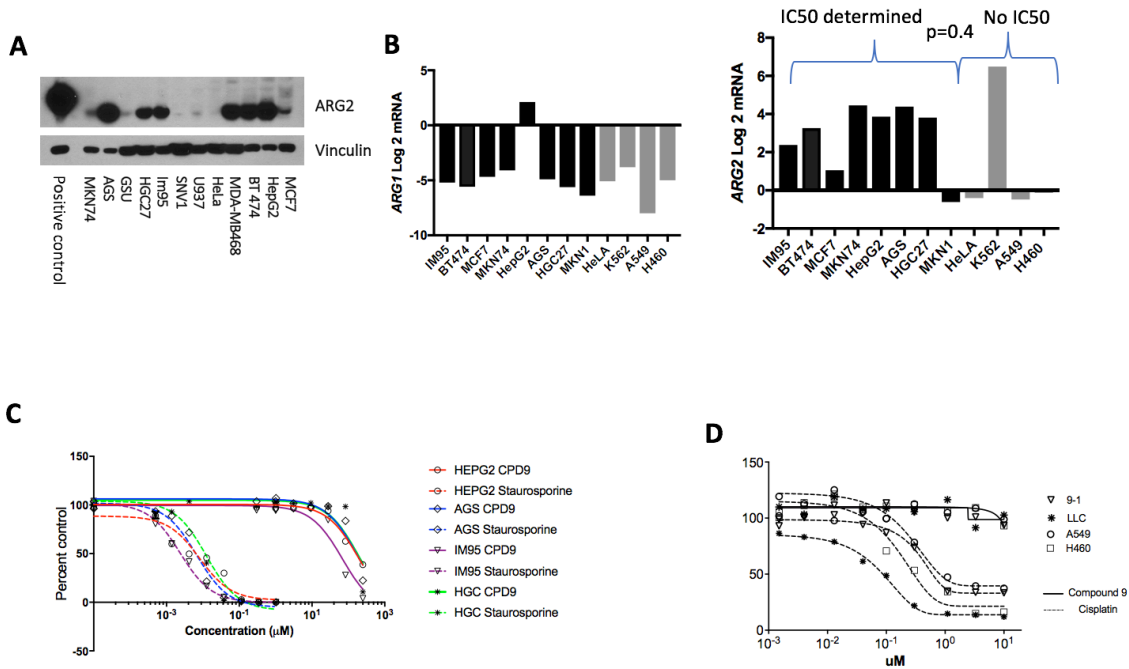 A
ARG2
Vinculin
Positive control
MKN74
AGS
GSU
HGC27
Im95
SNV1
U937
HeLa
MDA-MB468
BT 474
HepG2
MCF7
B
ARG1 Log 2 mRNA
5
0
-5
-10
IM95
BT474
MCF7
MKN74
HepG2
AGS
HGC27
MKN1
HeLA
K562
A549
H460
IC50 determined
p=0.4
No IC50
ARG2 Log 2 mRNA
8
6
4
2
0
-2
IM95
BT474
MCF7
MKN74
HepG2
AGS
HGC27
MKN1
HeLA
K562
A549
H460
C
Percent control
150
100
50
0
-50
10-3
10-1
101
103
Concentration (μM)
HEPG2 CPD9
HEPG2 Staurosporine
AGS CPD9
AGS Staurosporine
IM95 CPD9
IM95 Staurosporine
HGC CPD9
HGC Staurosporine
D
150
125
100
75
50
25
0
10-3
10-2
10-1
100
101
uM
9-1
LLC
A549
H460
Compound 9
Cisplatin